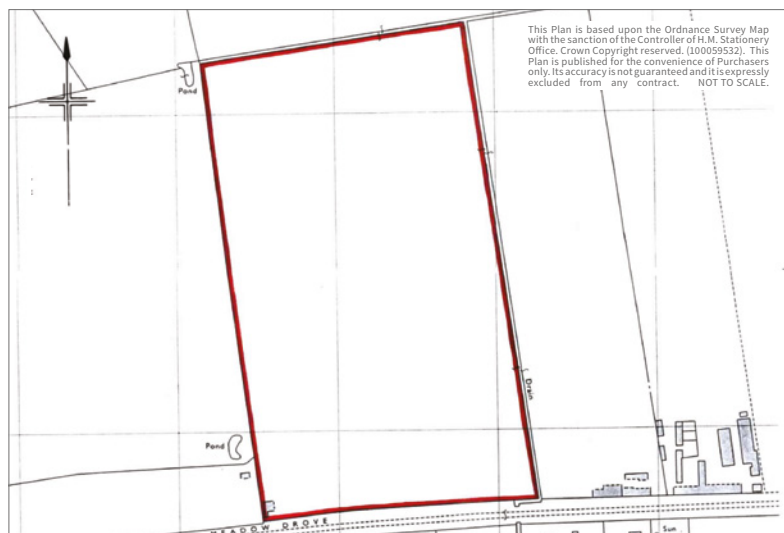 This Plan is based upon the Ordnance Survey Map
with the sanction of the Controller of H.M. Stationery
Office. Crown Copyright reserved. (100059532). This
Plan is published for the convenience of Purchasers
only. Its accuracy is not guaranteed and it is expressly
excluded from any contract. NOT TO SCALE.
Pond
Drain
Pond
MEADOW DROVE
Sun